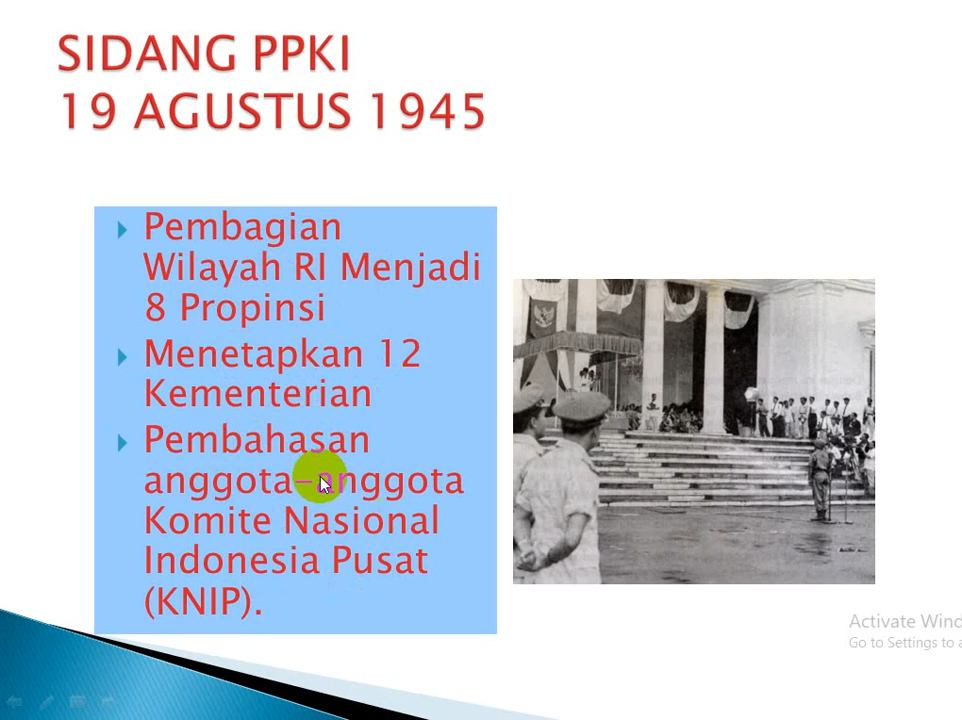 SIDANG PPKI
19 AGUSTUS 1945
Pembagian
Wilayah RI Menjadi
8 Propinsi
Menetapkan 12
Kementerian
Pembahasan
anggota-anggota
Komite Nasional
Indonesia Pusat
(KNIP).
Activate Wind
Go to Settings to a